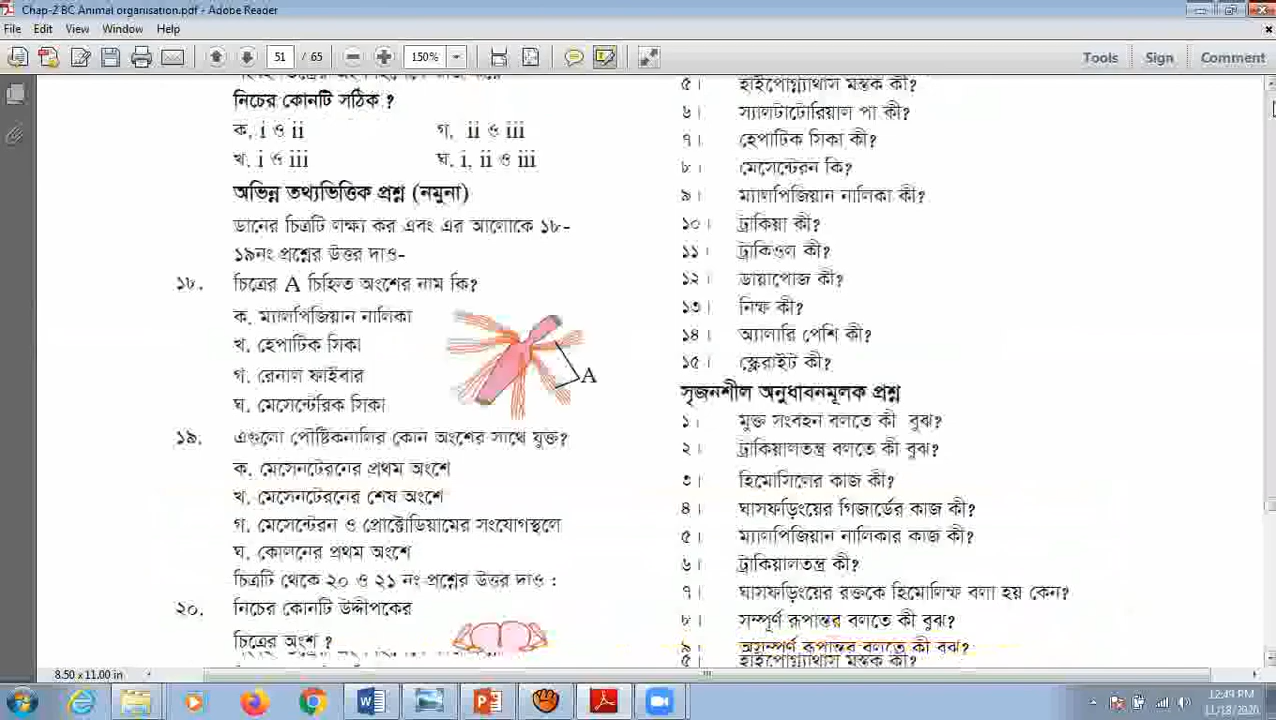 Chap-2 BC Animal organisation.pdf - Adobe Reader
File Edit View Window Help
51 / 65 150% Tools Sign Comment
নিচের কোনটি সঠিক ?
ক. i ও ii গ. ii ও iii
খ. i ও iii ঘ. i, ii ও iii
অভিন্ন তথ্যভিত্তিক প্রশ্ন (নমুনা)
ডানের চিত্রটি লক্ষ্য কর এবং এর আলোকে ১৮-
১৯নং প্রশ্নের উত্তর দাও-
১৮. চিত্রের A চিহ্নিত অংশের নাম কি?
ক. ম্যালপিজিয়ান নালিকা
খ. হেপাটিক সিকা
গ. রেনাল ফাইবার
ঘ. মেসেন্টেরিক সিকা
A
১৯. এগুলো পৌষ্টিকনালির কোন অংশের সাথে যুক্ত?
ক. মেসেনটেরনের প্রথম অংশে
খ. মেসেনটেরনের শেষ অংশে
গ. মেসেন্টেরন ও প্রোক্টোডিয়ামের সংযোগস্থলে
ঘ. কোলনের প্রথম অংশে
চিত্রটি থেকে ২০ ও ২১ নং প্রশ্নের উত্তর দাও :
২০. নিচের কোনটি উদ্দীপকের
চিত্রের অংশ ?
৫। হাইপোগ্ন্যাথাস মস্তক কী?
৬। স্যালটাটোরিয়াল পা কী?
৭। হেপাটিক সিকা কী?
৮। মেসেন্টেরন কি?
৯। ম্যালপিজিয়ান নালিকা কী?
১০। ট্রাকিয়া কী?
১১। ট্রাকিওল কী?
১২। ডায়াপোজ কী?
১৩। নিম্ফ কী?
১৪। অ্যালারি পেশি কী?
১৫। স্ক্লেরাইট কী?
সৃজনশীল অনুধাবনমূলক প্রশ্ন
১। মুক্ত সংবহন বলতে কী বুঝ?
২। ট্রাকিয়ালতন্ত্র বলতে কী বুঝ?
৩। হিমোসিলের কাজ কী?
৪। ঘাসফড়িংয়ের গিজার্ডের কাজ কী?
৫। ম্যালপিজিয়ান নালিকার কাজ কী?
৬। ট্রাকিয়ালতন্ত্র কী?
৭। ঘাসফড়িংয়ের রক্তকে হিমোলিম্ফ বলা হয় কেন?
৮। সম্পূর্ণ রূপান্তর বলতে কী বুঝ?
৯। অসম্পূর্ণ রূপান্তর বলতে কী বুঝ?
৫। হাইপোগ্ন্যাথাস মস্তক কী?
8.50 x 11.00 in
12:49 PM
11/18/2020